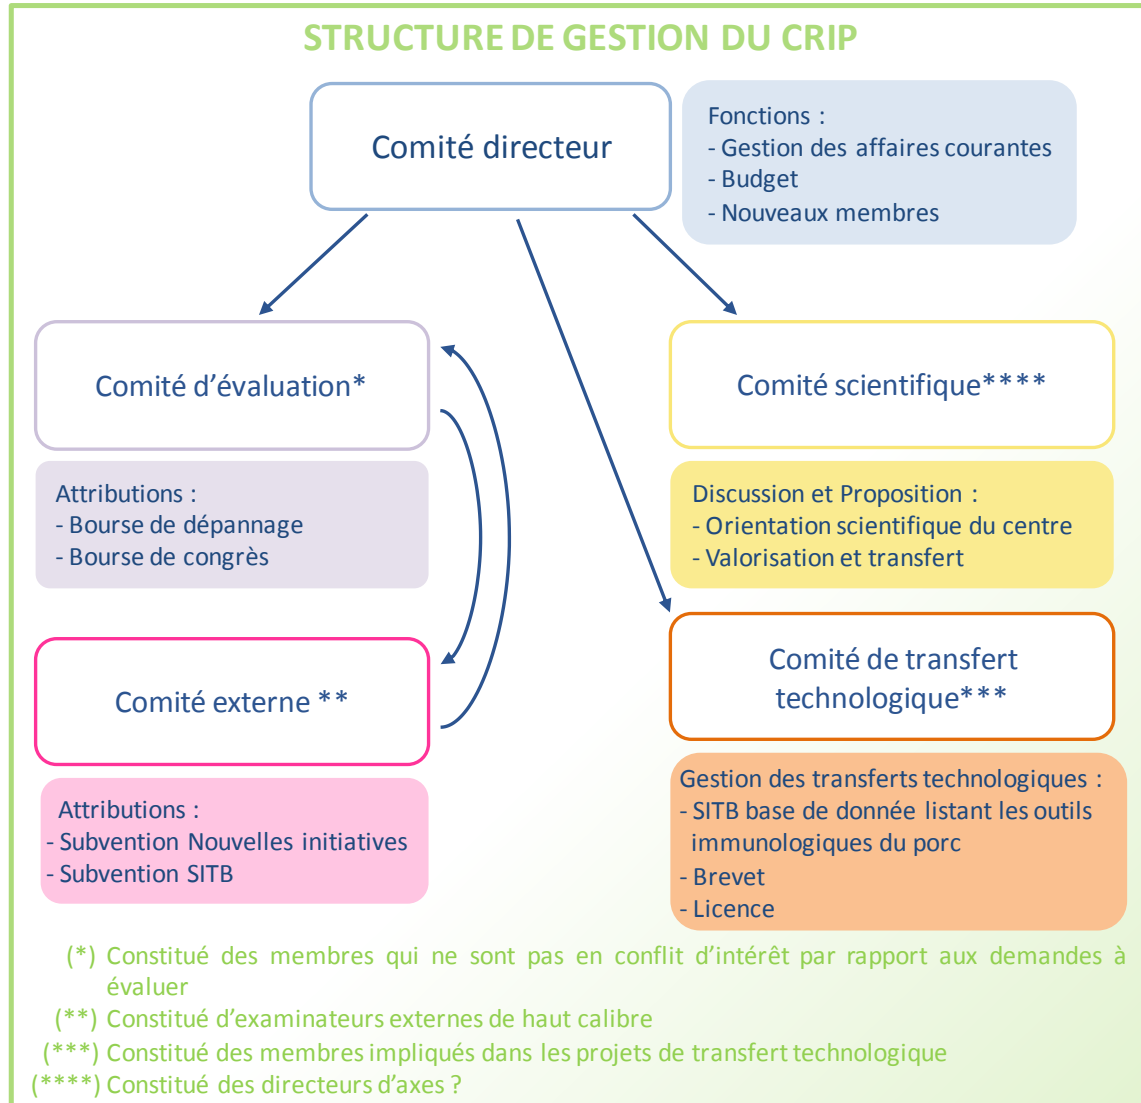 STRUCTURE DE GESTION DU CRIP
Comité directeur
Fonctions :
- Gestion des affaires courantes
- Budget
- Nouveaux membres
Comité d’évaluation*
Attributions :
- Bourse de dépannage
- Bourse de congrès
Comité scientifique****
Discussion et Proposition :
- Orientation scientifique du centre
- Valorisation et transfert
Comité externe **
Attributions :
- Subvention Nouvelles initiatives
- Subvention SITB
Comité de transfert
technologique***
Gestion des transferts technologiques :
- SITB base de donnée listant les outils
immunologiques du porc
- Brevet
- Licence
(*) Constitué des membres qui ne sont pas en conflit d’intérêt par rapport aux demandes à
évaluer
(**) Constitué d’examinateurs externes de haut calibre
(***) Constitué des membres impliqués dans les projets de transfert technologique
(****) Constitué des directeurs d’axes ?